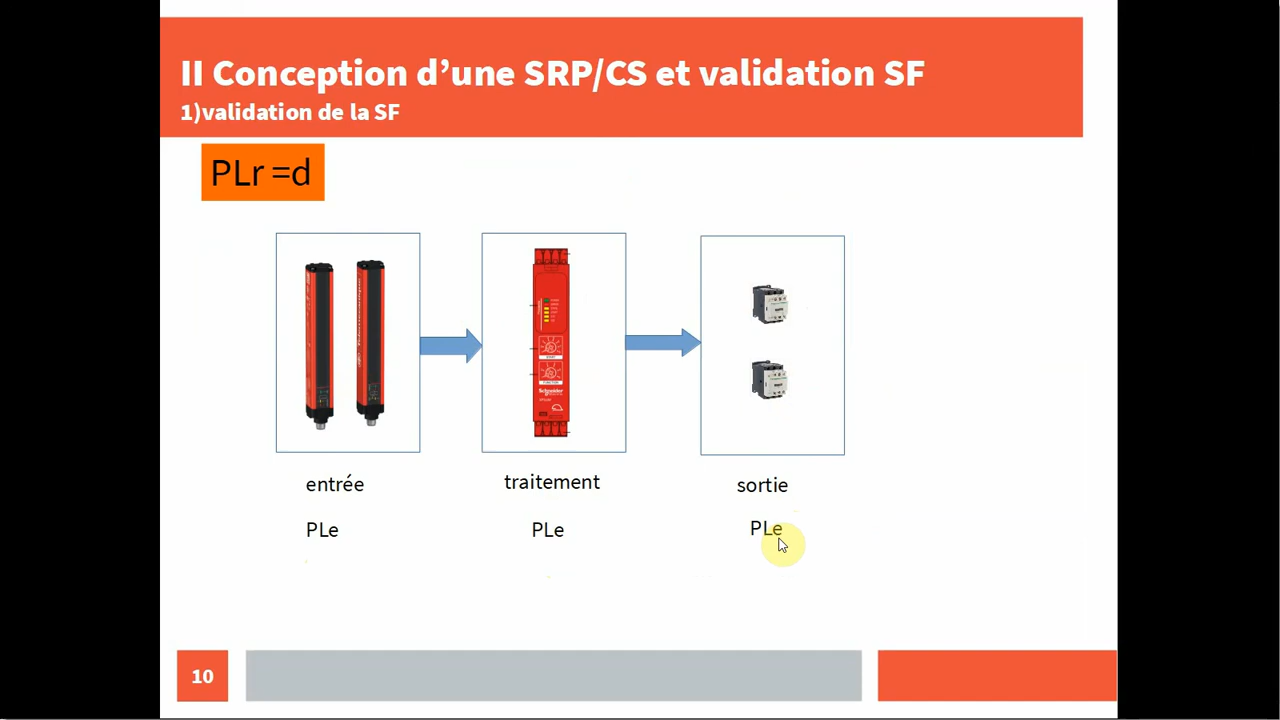 II Conception d’une SRP/CS et validation SF
1)validation de la SF
PLr =d
Schneider
entrée
traitement
sortie
PLe
PLe
PLe
10